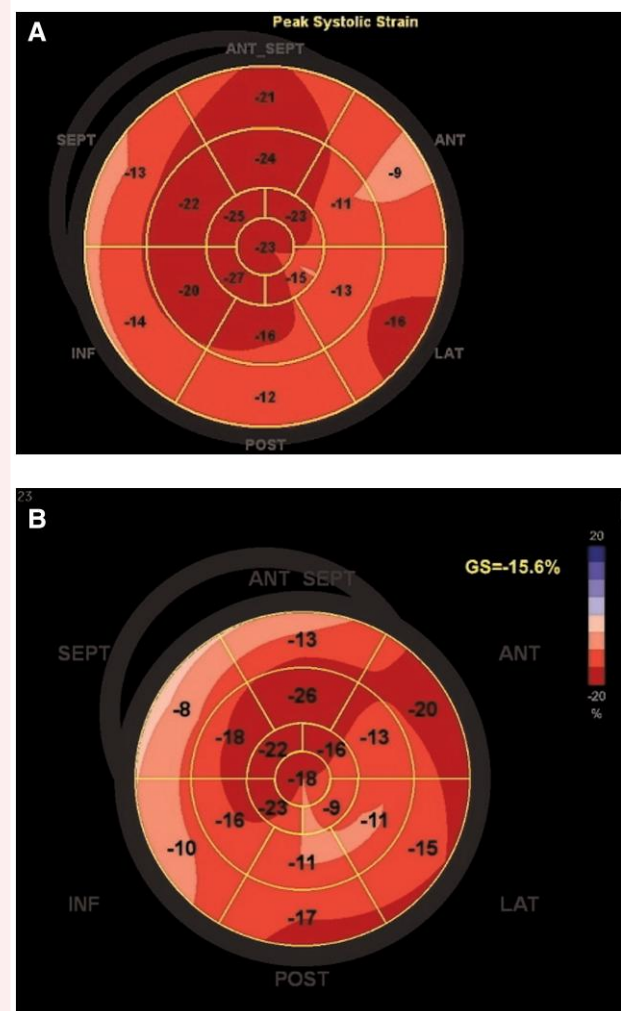 A
Peak Systolic Strain
ANT_SEPT
-21
SEPT
ANT
-24
-13
-9
-22
-11
-25
-23
-23
-27
-15
-20
-13
-14
-16
-16
INF
LAT
-12
POST
23
B
20
GS=-15.6%
ANT SEPT
-13
SEPT
ANT
-20
%
-26
-8
-20
-18
-13
-22
-16
-18
-23
-9
-16
-11
-10
-11
-15
INF
LAT
-17
POST